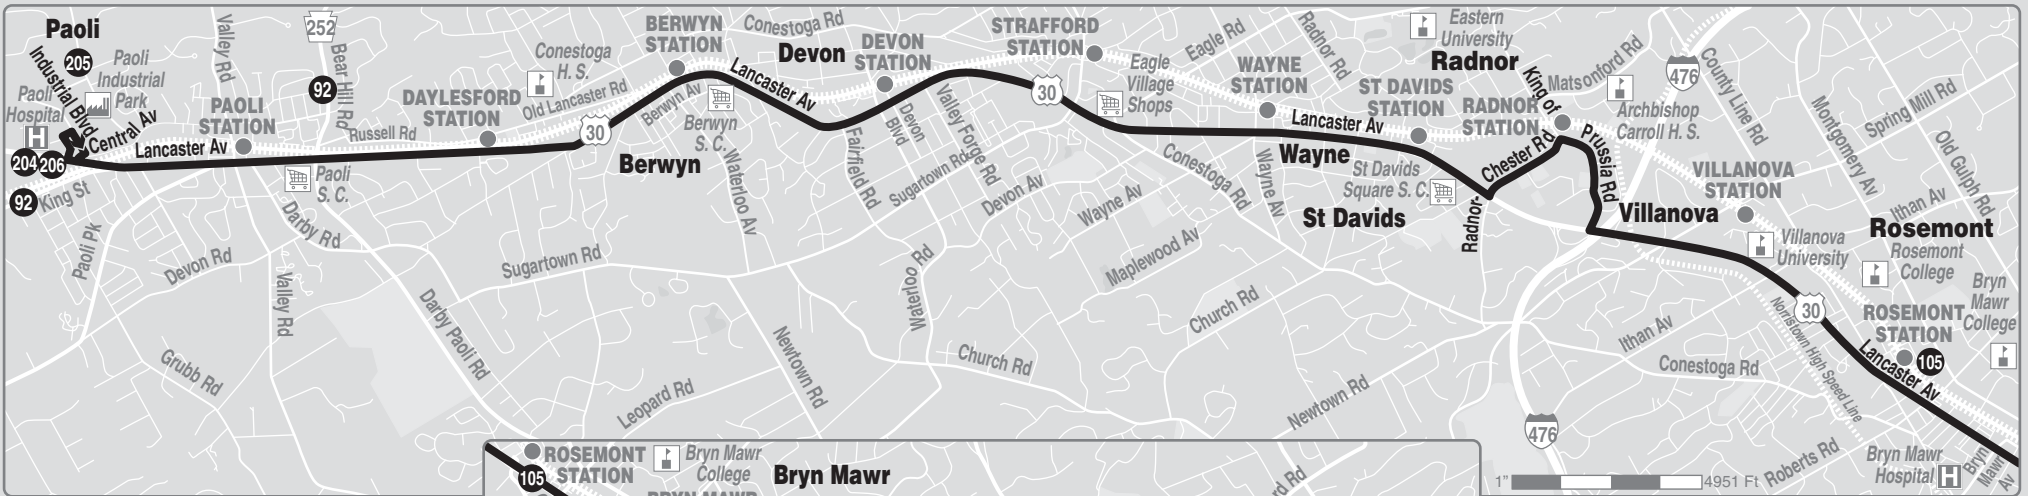 Paoli
Industrial Blvd
205
Paoli
Industrial
Park
Paoli
Hospital
H
Central Av
204
206
92
King St
Lancaster Av
Valley Rd
PAOLI
STATION
252
92
Bear Hill Rd
Russell Rd
Paoli
S. C.
Darby Rd
Paoli Pk
Devon Rd
Valley Rd
Grubb Rd
Darby Paoli Rd
DAYLESFORD
STATION
Conestoga
H. S.
Old Lancaster Rd
30
Berwyn
BERWYN
STATION
Berwyn Av
Berwyn
S. C.
Conestoga Rd
Devon
Lancaster Av
DEVON
STATION
Devon
Blvd
Fairfield Rd
Valley Forge Rd
Sugartown Rd
Devon Av
Waterloo Av
Sugartown Rd
Waterloo Rd
Newtown Rd
Leopard Rd
Church Rd
STRAFFORD
STATION
30
Eagle
Village
Shops
Eagle Rd
Radnor Rd
WAYNE
STATION
Lancaster Av
Wayne
Conestoga Rd
Wayne Av
Wayne Av
Maplewood Av
Church Rd
Newtown Rd
Eastern
University
Radnor
ST DAVIDS
STATION
RADNOR
STATION
King of
Prussia Rd
Matsonford Rd
St Davids
Square S. C.
St Davids
Radnor-
Chester Rd
Archbishop
Carroll H. S.
476
County Line Rd
Montgomery Av
Spring Mill Rd
Old Gulph Rd
Ithan Av
VILLANOVA
STATION
Villanova
Villanova
University
Rosemont
Rosemont
College
Bryn
Mawr
College
30
ROSEMONT
STATION
105
Lancaster Av
Norristown High Speed Line
Ithan Av
Conestoga Rd
476
Roberts Rd
Bryn Mawr
Hospital
H
Bryn
Mawr
Av
1"
4951 Ft
ROSEMONT
STATION
105
Bryn Mawr
College
Bryn Mawr